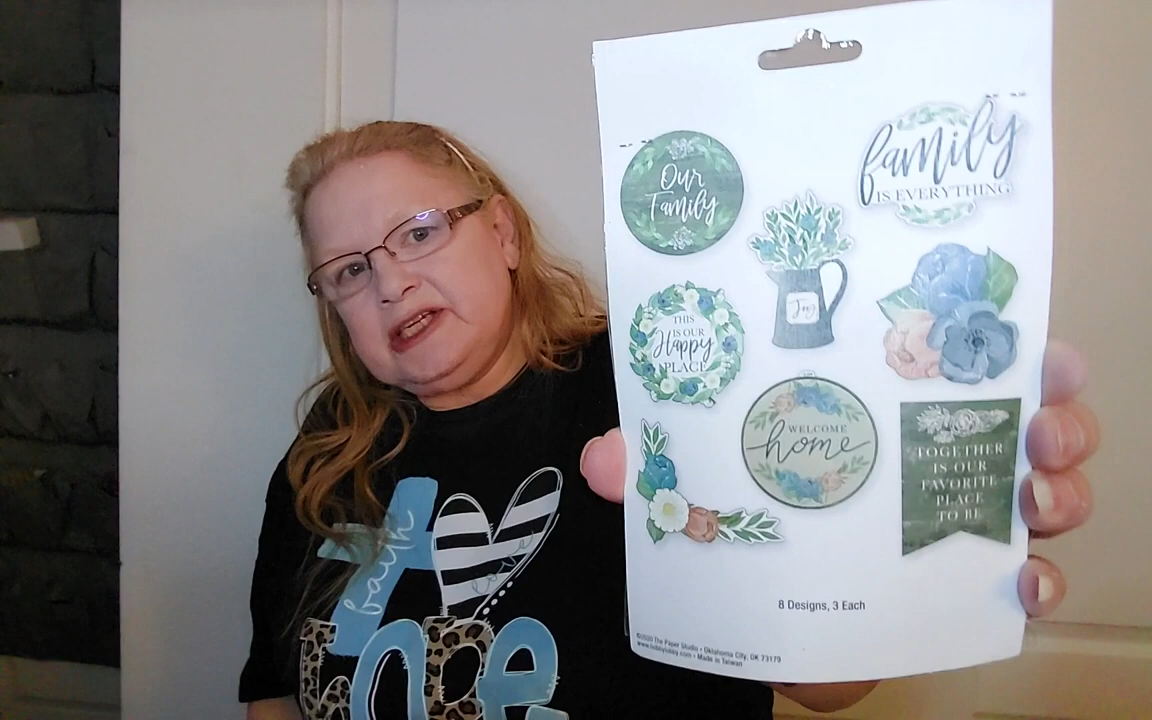 Our
Family
family
IS EVERYTHING
Joy
THIS
IS OUR
Happy
PLACE
WELCOME
home
TOGETHER
IS OUR
FAVORITE
PLACE
TO BE
8 Designs, 3 Each
©2020 The Paper Studio • Oklahoma City, OK 73179
www.hobbylobby.com • Made in Taiwan
faith
love
hope